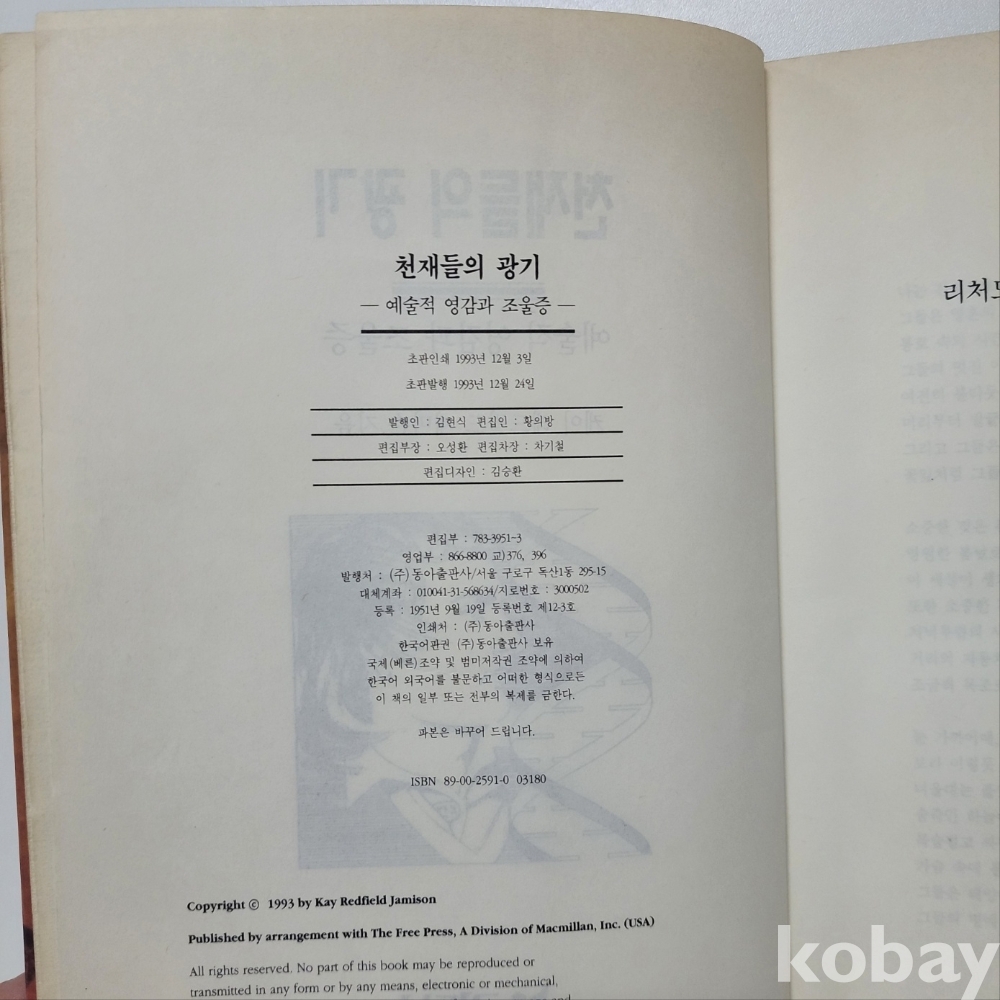 천재들의 광기
— 예술적 영감과 조울증 —
초판인쇄 1993년 12월 3일
초판발행 1993년 12월 24일
발행인 : 김현식 편집인 : 황의방
편집부장 : 오성환 편집차장 : 차기철
편집디자인 : 김승환
편집부 : 783-3951~3
영업부 : 866-8800 교)376, 396
발행처 : (주)동아출판사/서울 구로구 독산1동 295-15
대체계좌 : 010041-31-568634/지로번호 : 3000502
등록 : 1951년 9월 19일 등록번호 제12-3호
인쇄처 : (주)동아출판사
한국어판권 (주)동아출판사 보유
국제(베른)조약 및 범미저작권 조약에 의하여
한국어 외국어를 불문하고 어떠한 형식으로든
이 책의 일부 또는 전부의 복제를 금한다.
파본은 바꾸어 드립니다.
ISBN 89-00-2591-0 03180
Copyright ⓒ 1993 by Kay Redfield Jamison
Published by arrangement with The Free Press, A Division of Macmillan, Inc. (USA)
All rights reserved. No part of this book may be reproduced or
transmitted in any form or by any means, electronic or mechanical,
리처드
kobay